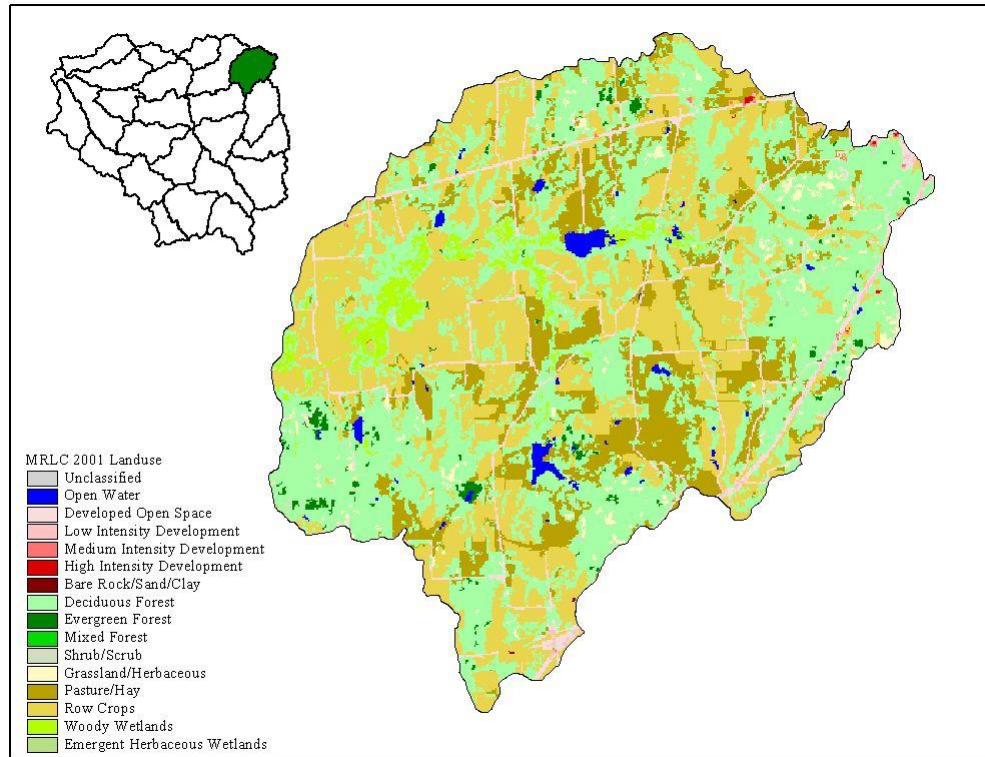 MRLC 2001 Landuse
Unclassified
Open Water
Developed Open Space
Low Intensity Development
Medium Intensity Development
High Intensity Development
Bare Rock/Sand/Clay
Deciduous Forest
Evergreen Forest
Mixed Forest
Shrub/Scrub
Grassland/Herbaceous
Pasture/Hay
Row Crops
Woody Wetlands
Emergent Herbaceous Wetlands